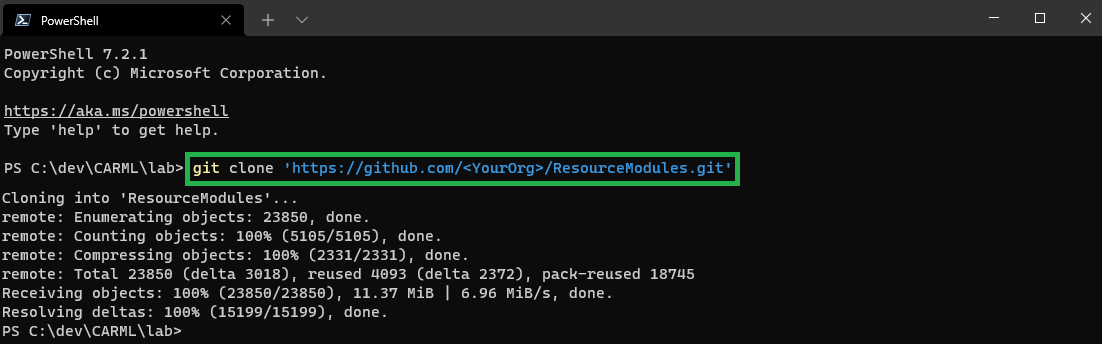 PowerShell
PowerShell 7.2.1
Copyright (c) Microsoft Corporation.
https://aka.ms/powershell
Type 'help' to get help.
PS C:\dev\CARML\lab> git clone 'https://github.com/<YourOrg>/ResourceModules.git'
Cloning into 'ResourceModules'...
remote: Enumerating objects: 23850, done.
remote: Counting objects: 100% (5105/5105), done.
remote: Compressing objects: 100% (2331/2331), done.
remote: Total 23850 (delta 3018), reused 4093 (delta 2372), pack-reused 18745
Receiving objects: 100% (23850/23850), 11.37 MiB | 6.96 MiB/s, done.
Resolving deltas: 100% (15199/15199), done.
PS C:\dev\CARML\lab>